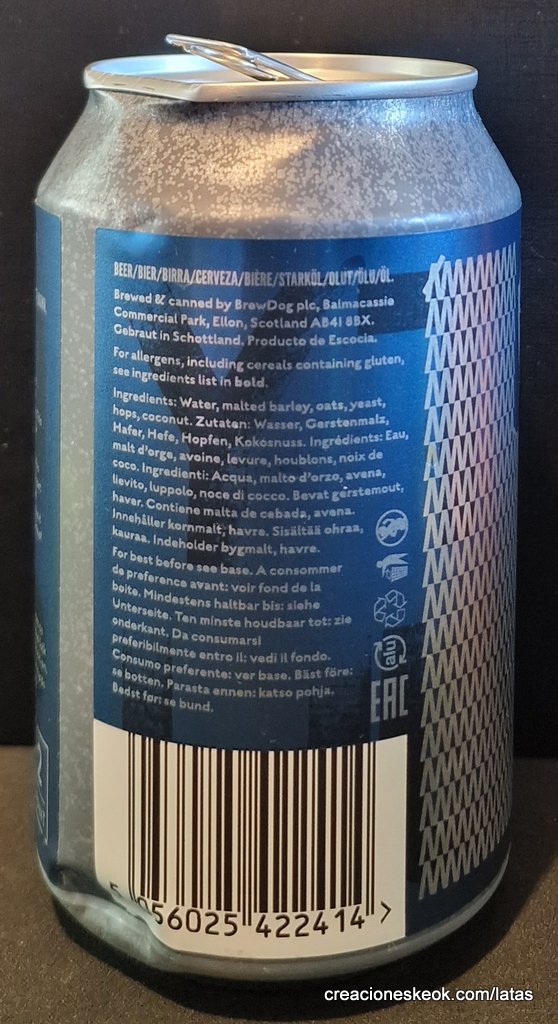 BEER/BIER/BIRRA/CERVEZA/BIÈRE/STARKÖL/OLUT/ÕLU/ÖL.
Brewed & canned by BrewDog plc, Balmacassie
Commercial Park, Ellon, Scotland AB41 8BX.
Gebraut in Schottland. Producto de Escocia.
For allergens, including cereals containing gluten,
see ingredients list in bold.
Ingredients: Water, malted barley, oats, yeast,
hops, coconut. Zutaten: Wasser, Gerstenmalz,
Hafer, Hefe, Hopfen, Kokosnuss. Ingrédients: Eau,
malt d'orge, avoine, levure, houblons, noix de
coco. Ingredienti: Acqua, malto d'orzo, avena,
lievito, luppolo, noce di cocco. Bevat gerstemout,
haver. Contiene malta de cebada, avena.
Innehåller kornmalt, havre. Sisältää ohraa,
kauraa. Indeholder bygmalt, havre.
For best before see base. A consommer
de preference avant: voir fond de la
boite. Mindestens haltbar bis: siehe
Unterseite. Ten minste houdbaar tot: zie
onderkant. Da consumarsi
preferibilmente entro il: vedi il fondo.
Consumo preferente: ver base. Bäst före:
se botten. Parasta ennen: katso pohja.
Bedst før: se bund.
alu
EAC
5 056025 422414 >
creacioneskeok.com/latas